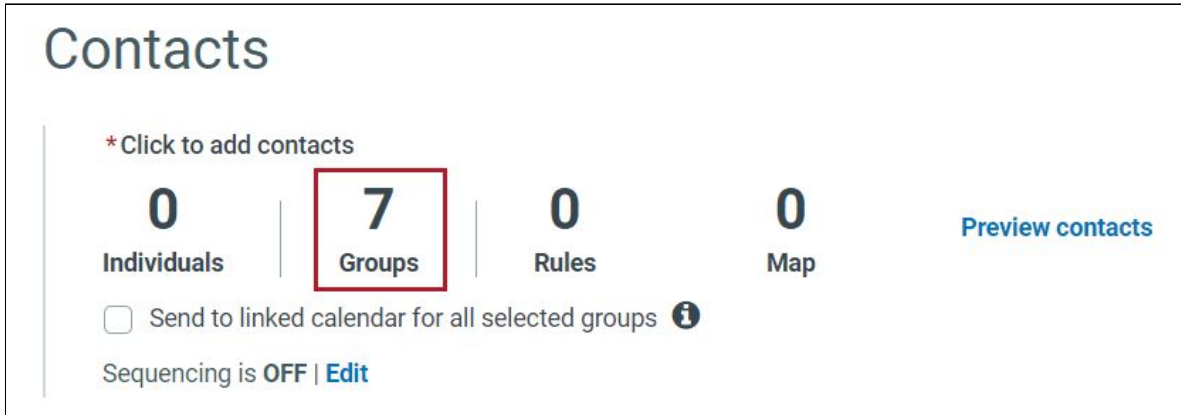 Contacts
*Click to add contacts
0 7 0 0
Individuals Groups Rules Map
Preview contacts
Send to linked calendar for all selected groups i
Sequencing is OFF | Edit